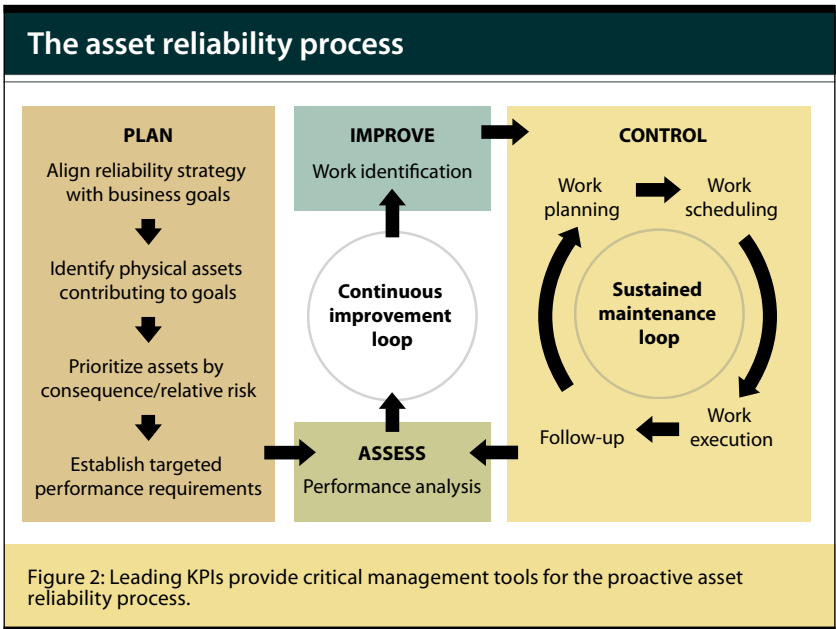 The asset reliability process
PLAN
Align reliability strategy
with business goals
Identify physical assets
contributing to goals
Prioritize assets by
consequence/relative risk
Establish targeted
performance requirements
IMPROVE
Work identification
Continuous
improvement
loop
ASSESS
Performance analysis
CONTROL
Work
planning
Work
scheduling
Sustained
maintenance
loop
Work
execution
Follow-up
Figure 2: Leading KPIs provide critical management tools for the proactive asset
reliability process.